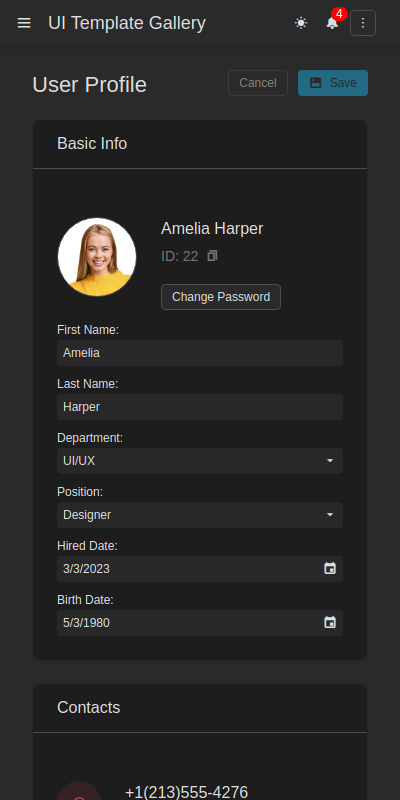 UI Template Gallery
4
User Profile
Cancel
Save
Basic Info
Amelia Harper
ID: 22
Change Password
First Name:
Amelia
Last Name:
Harper
Department:
UI/UX
Position:
Designer
Hired Date:
3/3/2023
Birth Date:
5/3/1980
Contacts
+1(213)555-4276